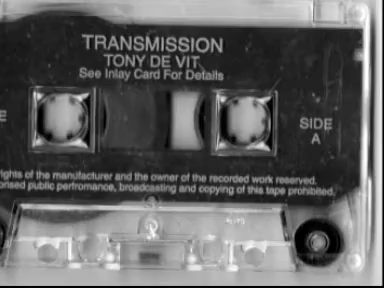 TRANSMISSION
TONY DE VIT
See Inlay Card For Details
SIDE
A
rights of the manufacturer and the owner of the recorded work reserved.
orised public perfromance, broadcasting and copying of this tape prohibited.